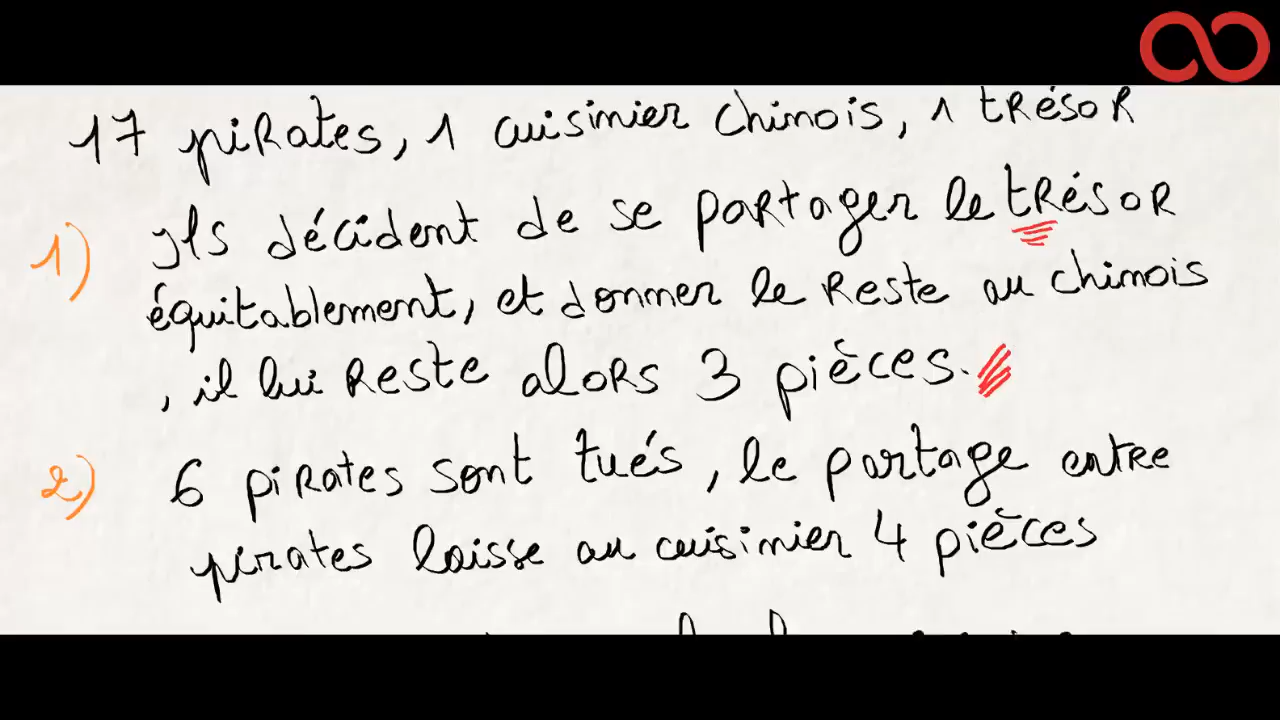 17 pirates, 1 cuisinier chinois, 1 trésor
1) Ils décident de se partager le trésor
équitablement, et donner le reste au chinois
, il lui reste alors 3 pièces.
2) 6 pirates sont tués, le partage entre
pirates laisse au cuisinier 4 pièces